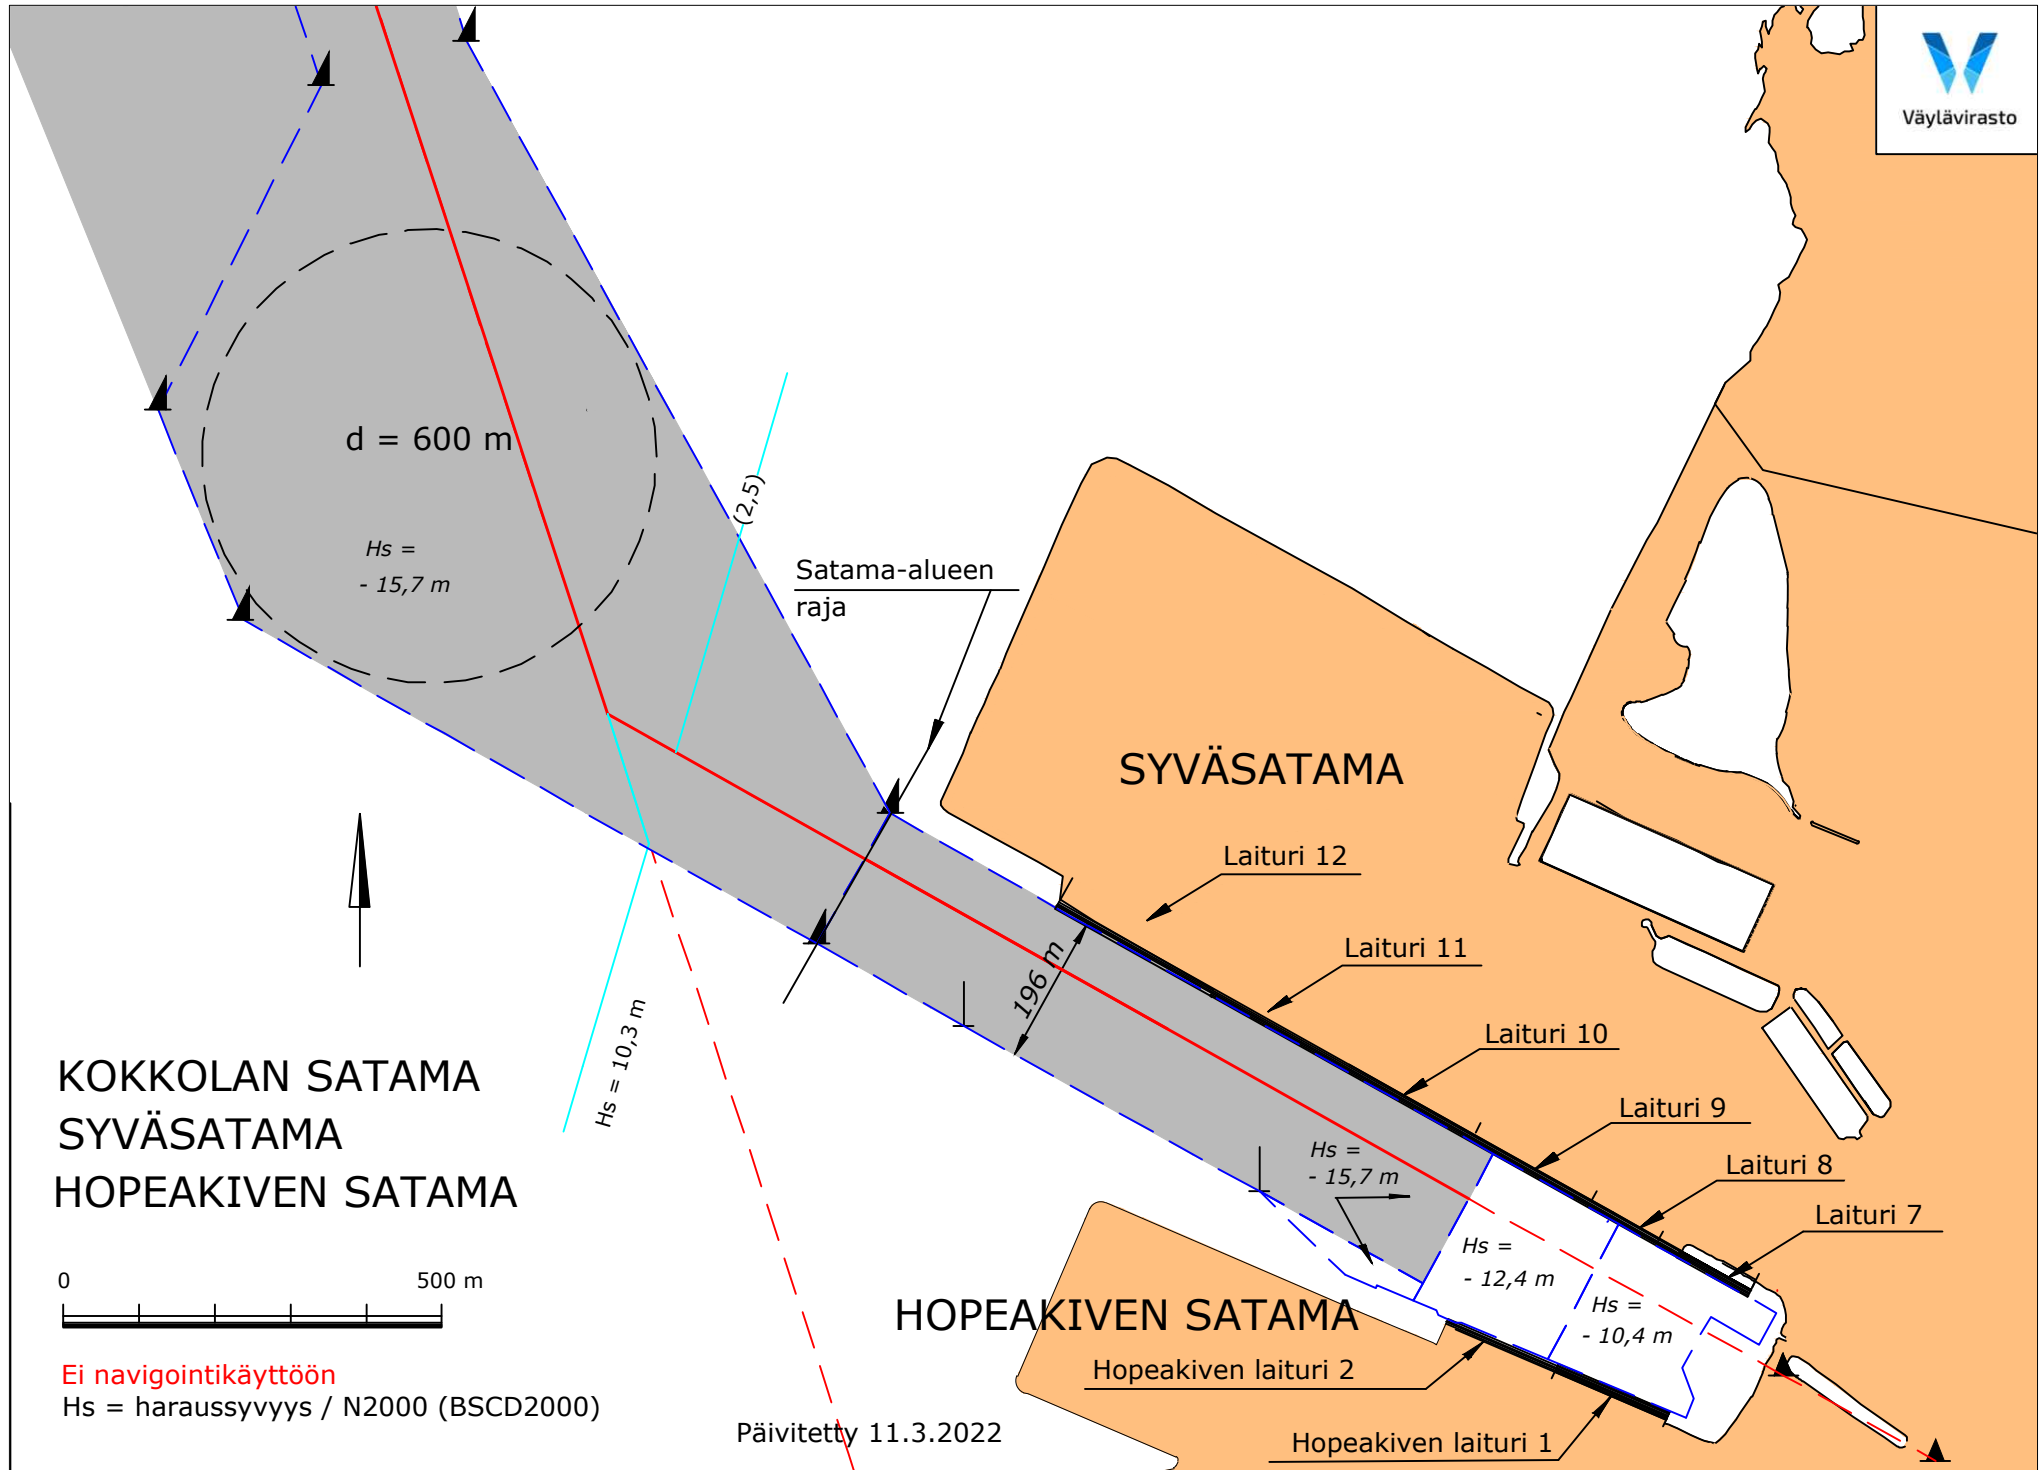 Väylävirasto
d = 600 m
(2,5)
Hs =
- 15,7 m
Satama-alueen
raja
SYVÄSATAMA
Laituri 12
Laituri 11
196 m
Hs = 10,3 m
Laituri 10
KOKKOLAN SATAMA
SYVÄSATAMA
HOPEAKIVEN SATAMA
Laituri 9
Hs =
- 15,7 m
Laituri 8
Laituri 7
Hs =
- 12,4 m
0 500 m
HOPEAKIVEN SATAMA
Hs =
- 10,4 m
Hopeakiven laituri 2
Ei navigointikäyttöön
Hs = haraussyvyys / N2000 (BSCD2000)
Päivitetty 11.3.2022
Hopeakiven laituri 1